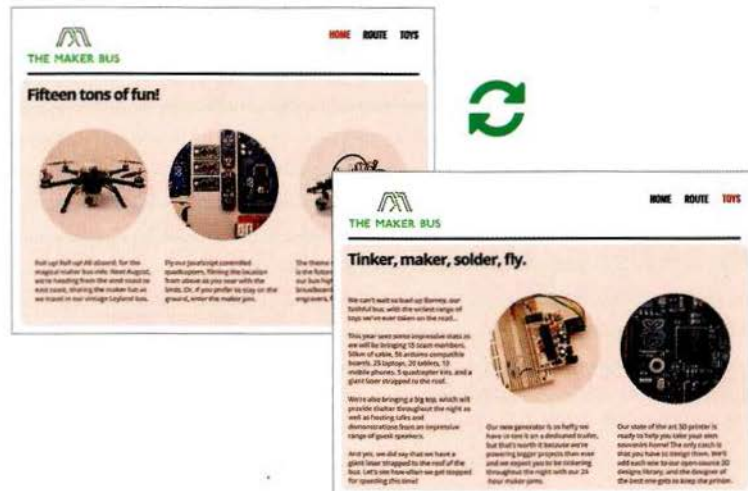 THE MAKER BUS
HOME ROUTE TOYS
Fifteen tons of fun!
Roll up! Roll up! All aboard, for the
magical maker bus ride. Next August,
we're heading from the west coast to
east coast, sharing the maker fun as
we travel in our vintage Leyland bus.
Fly our JavaScript controlled
quadcopters, filming the location
from above as you soar with the
birds. Or, if you prefer to stay on the
ground, enter the maker jam.
The theme
is the future
our bus high
broadboard
engravers,
THE MAKER BUS
HOME ROUTE TOYS
Tinker, maker, solder, fly.
We can't wait to load up Barney, our
faithful bus, with the widest range of
toys we've ever taken on the road...
This year sees some impressive stats as
we will be bringing 15 team members,
50km of cable, 50 arduino compatible
boards, 25 laptops, 20 tablets, 10
mobile phones, 5 quadcopter kits, and a
giant laser strapped to the roof.
We're also bringing a big top, which will
provide shelter throughout the night as
well as hosting talks and
demonstrations from an impressive
range of guest speakers.
And yes, we did say that we have a
giant laser strapped to the roof of the
bus. Let's see how often we get stopped
for speeding this time!
Our new generator is so hefty we
have to tow it on a dedicated trailer,
but that's worth it because we're
powering bigger projects than ever
and we expect you to be tinkering
throughout the night with our 24
hour maker jams.
Our state of the art 3D printer is
ready to help you take your own
souvenirs home! The only catch is
that you have to design them. We'll
add each one to our open-source 3D
designs library, and the designer of
the best one gets to keep the printer.